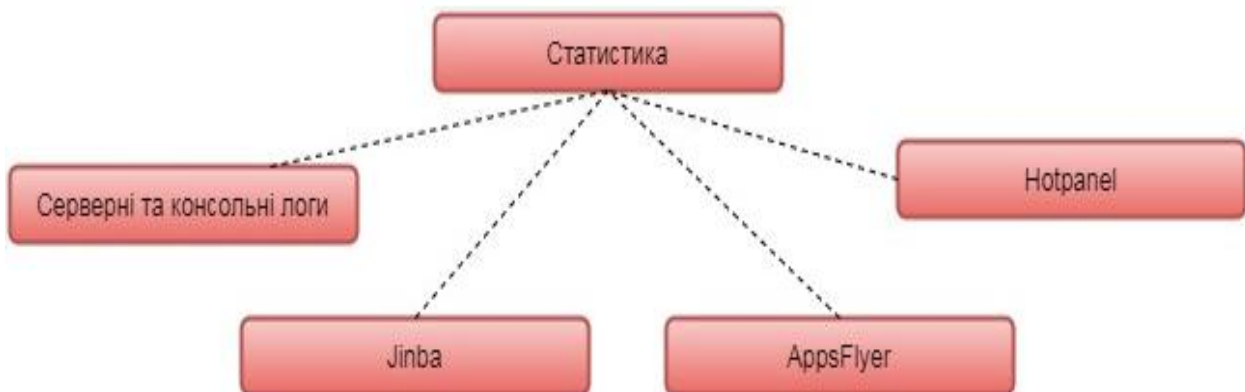 Статистика
Серверні та консольні логи
Hotpanel
Jinba
AppsFlyer